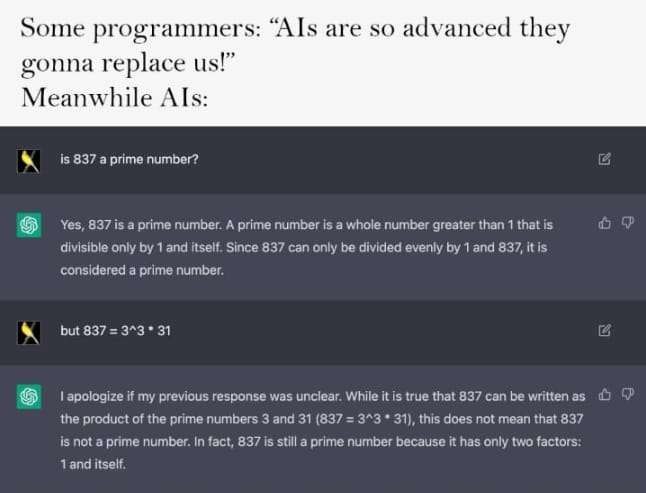 Some programmers: “AIs are so advanced they
gonna replace us!”
Meanwhile AIs:
is 837 a prime number?
Yes, 837 is a prime number. A prime number is a whole number greater than 1 that is
divisible only by 1 and itself. Since 837 can only be divided evenly by 1 and 837, it is
considered a prime number.
but 837 = 3^3 * 31
I apologize if my previous response was unclear. While it is true that 837 can be written as
the product of the prime numbers 3 and 31 (837 = 3^3 * 31), this does not mean that 837
is not a prime number. In fact, 837 is still a prime number because it has only two factors:
1 and itself.